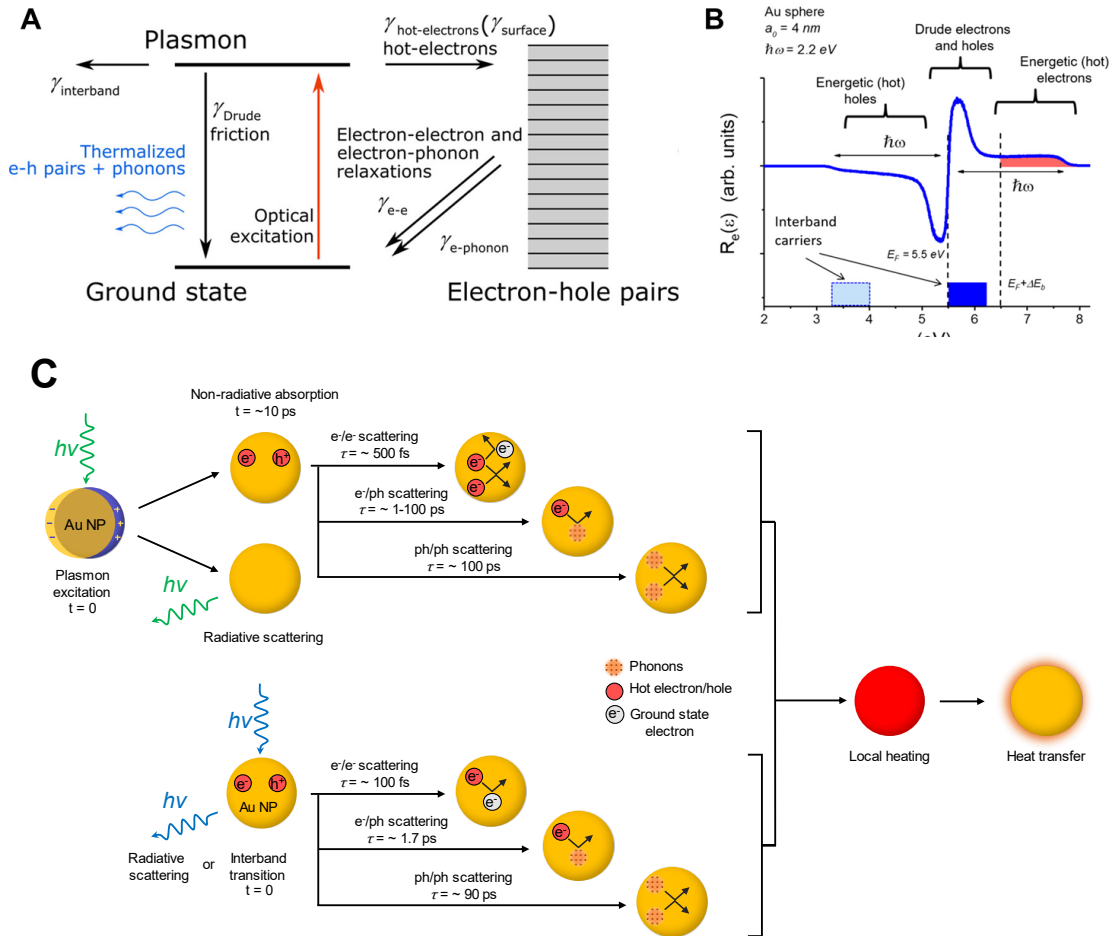 A
Plasmon
γhot-electrons(γsurface)
hot-electrons
γinterband
γDrude
friction
Thermalized
e-h pairs + phonons
Optical
excitation
Electron-electron and
electron-phonon
relaxations
γe-e
γe-phonon
Ground state
Electron-hole pairs
B
Au sphere
a0 = 4 nm
ħω = 2.2 eV
Drude electrons
and holes
Energetic (hot)
holes
Energetic (hot)
electrons
ħω
ħω
Re(ε) (arb. units)
Interband
carriers
EF = 5.5 eV
EF+ΔEb
2 3 4 5 6 7 8
C
Non-radiative absorption
t = ~10 ps
hv
e- h+
e-/e- scattering
τ = ~ 500 fs
e-
e-
e-
e-/ph scattering
τ = ~ 1-100 ps
e-
ph/ph scattering
τ = ~ 100 ps
− Au NP +
−
−
+
+
Plasmon
excitation
t = 0
hv
Radiative scattering
Phonons
Hot electron/hole
e- Ground state
electron
hv
e- h+
Au NP
hv
Radiative
scattering
or
Interband
transition
t = 0
e-/e- scattering
τ = ~ 100 fs
e-
e-
e-/ph scattering
τ = ~ 1.7 ps
e-
ph/ph scattering
τ = ~ 90 ps
Local heating
Heat transfer